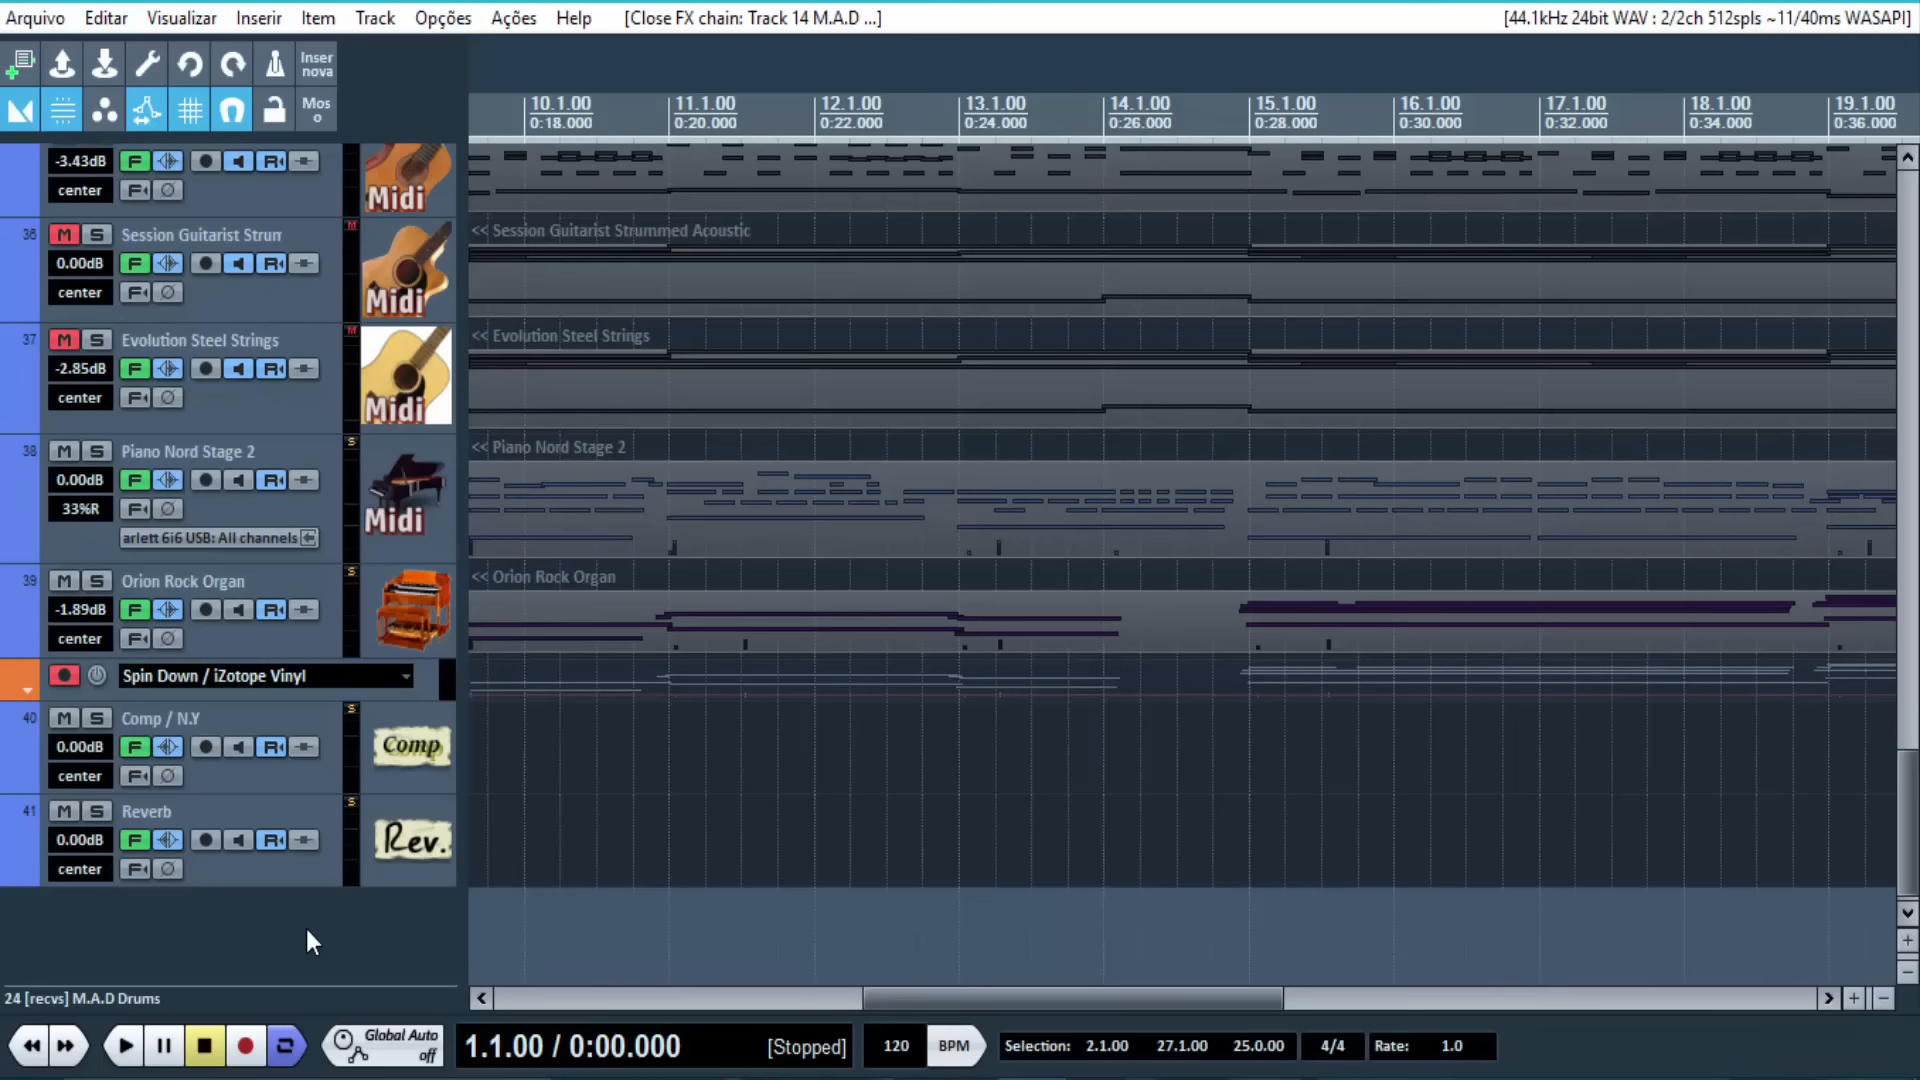 Arquivo Editar Visualizar Inserir Item Track Opções Ações Help [Close FX chain: Track 14 M.A.D ...] [44.1kHz 24bit WAV : 2/2ch 512spls ~11/40ms WASAPI]
Inser
nova
Mos
o
10.1.00 11.1.00 12.1.00 13.1.00 14.1.00 15.1.00 16.1.00 17.1.00 18.1.00 19.1.00
0:18.000 0:20.000 0:22.000 0:24.000 0:26.000 0:28.000 0:30.000 0:32.000 0:34.000 0:36.000
-3.43dB F R
center F Midi
36 M S Session Guitarist Strum M << Session Guitarist Strummed Acoustic
0.00dB F R
center F Midi
37 M S Evolution Steel Strings M << Evolution Steel Strings
-2.85dB F R
center F Midi
38 M S Piano Nord Stage 2 S << Piano Nord Stage 2
0.00dB F R
33%R F Midi
arlett 6i6 USB: All channels
39 M S Orion Rock Organ S << Orion Rock Organ
-1.89dB F R
center F
Spin Down / iZotope Vinyl
40 M S Comp / N.Y S
0.00dB F R Comp
center F
41 M S Reverb S
0.00dB F R Rev.
center F
24 [recvs] M.A.D Drums
Global Auto
off
1.1.00 / 0:00.000 [Stopped] 120 BPM Selection: 2.1.00 27.1.00 25.0.00 4/4 Rate: 1.0